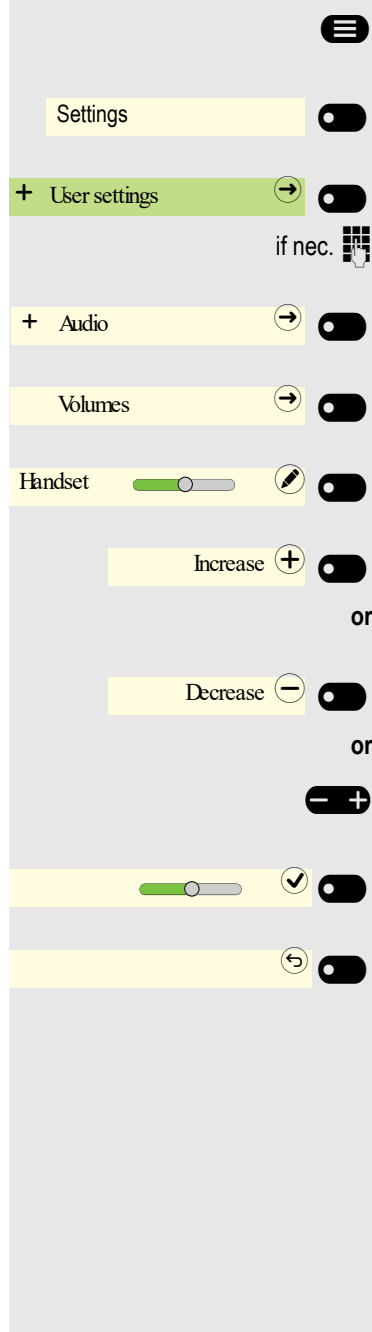 Settings
+ User settings
if nec.
+ Audio
Volumes
Handset
Increase +
or
Decrease −
or
− +